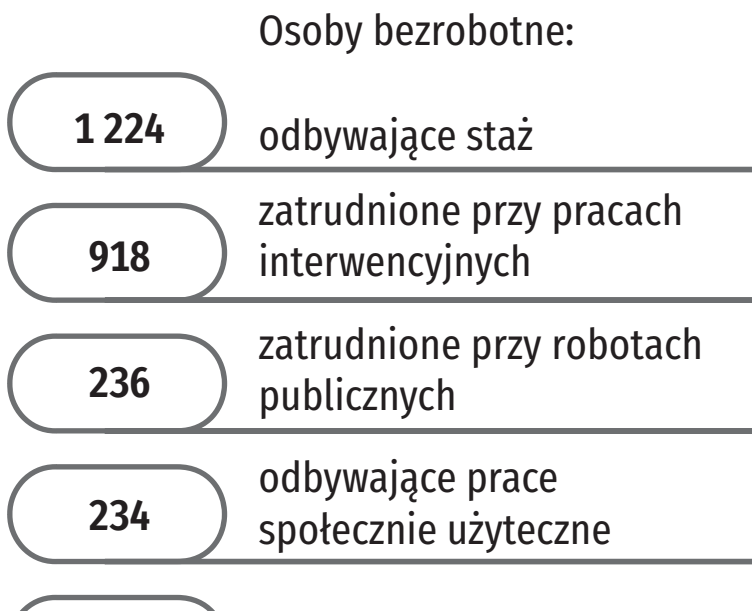 Osoby bezrobotne:
1 224
odbywające staż
918
zatrudnione przy pracach
interwencyjnych
236
zatrudnione przy robotach
publicznych
234
odbywające prace
społecznie użyteczne